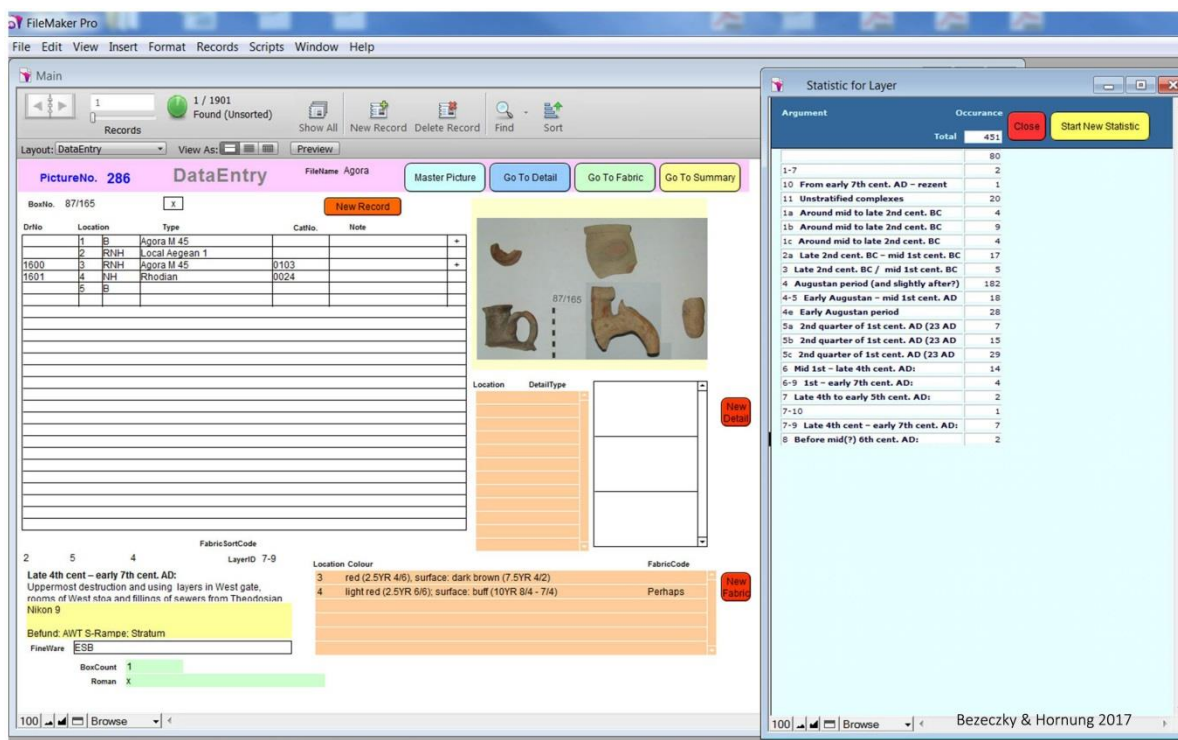 FileMaker Pro
File Edit View Insert Format Records Scripts Window Help
Main
1
1 / 1901
Found (Unsorted)
Records
Show All New Record Delete Record Find Sort
Layout: DataEntry View As: Preview
PictureNo. 286 DataEntry FileName Agora Master Picture Go To Detail Go To Fabric Go To Summary
BoxNo. 87/165 x New Record
DrNo Location Type CatNo. Note
1 B Agora M 45 +
2 RNH Local Aegean 1
1600 3 RNH Agora M 45 0103 +
1601 4 NH Rhodian 0024
5 B
87/165
Location DetailType
New Detail
FabricSortCode
2 5 4 LayerID 7-9
Late 4th cent – early 7th cent. AD:
Uppermost destruction and using layers in West gate,
rooms of West stoa and fillings of sewers from Theodosian
Nikon 9
Befund: AWT S-Rampe; Stratum
FineWare ESB
BoxCount 1
Roman X
Location Colour FabricCode
3 red (2.5YR 4/6), surface: dark brown (7.5YR 4/2)
4 light red (2.5YR 6/6); surface: buff (10YR 8/4 - 7/4) Perhaps
New Fabric
100 Browse
Statistic for Layer
Argument Occurance
Total 451
Close
Start New Statistic
80
1-7 2
10 From early 7th cent. AD – rezent 1
11 Unstratified complexes 20
1a Around mid to late 2nd cent. BC 4
1b Around mid to late 2nd cent. BC 9
1c Around mid to late 2nd cent. BC 4
2a Late 2nd cent. BC – mid 1st cent. BC 17
3 Late 2nd cent. BC / mid 1st cent. BC 5
4 Augustan period (and slightly after?) 182
4-5 Early Augustan – mid 1st cent. AD 18
4e Early Augustan period 28
5a 2nd quarter of 1st cent. AD (23 AD 7
5b 2nd quarter of 1st cent. AD (23 AD 15
5c 2nd quarter of 1st cent. AD (23 AD 29
6 Mid 1st – late 4th cent. AD: 14
6-9 1st – early 7th cent. AD: 4
7 Late 4th to early 5th cent. AD: 2
7-10 1
7-9 Late 4th cent – early 7th cent. AD: 7
8 Before mid(?) 6th cent. AD: 2
100 Browse
Bezeczky & Hornung 2017